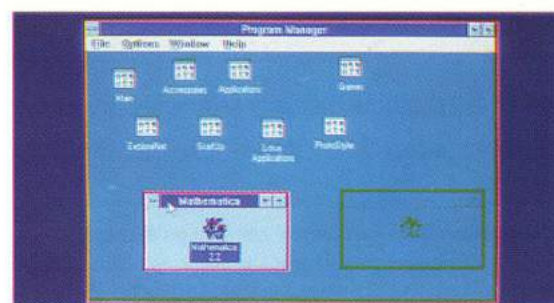 Program Manager
File Options Window Help
Main
Accessories
Applications
Games
ExploreNet
StartUp
Lotus
Applications
PhotoStyler
Mathematica
Mathematica
2.2